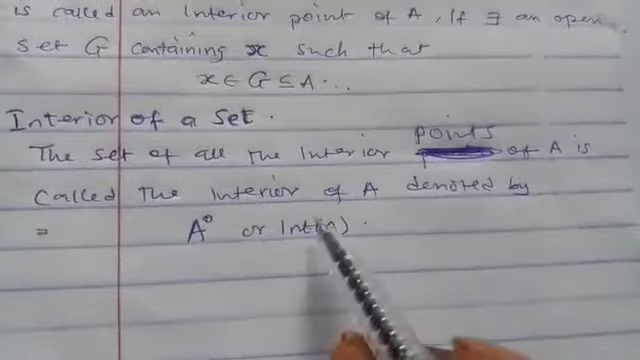 is called an Interior point of A, If ∃ an open
set G containing x such that
x ∈ G ⊆ A...
Interior of a Set.
The set of all The Interior points of A is
called The Interior of A denoted by
= A° or Int(A).